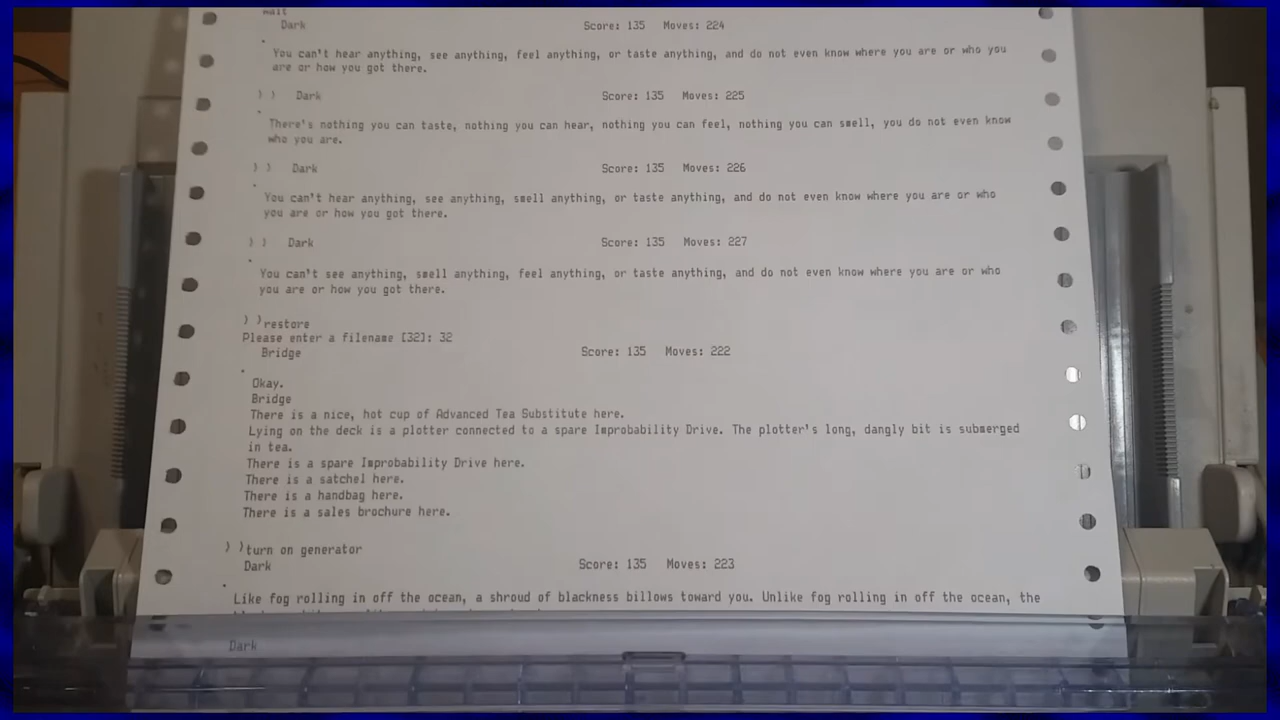 wait
Dark Score: 135 Moves: 224
You can't hear anything, see anything, feel anything, or taste anything, and do not even know where you are or who you
are or how you got there.
) ) Dark Score: 135 Moves: 225
There's nothing you can taste, nothing you can hear, nothing you can feel, nothing you can smell, you do not even know
who you are.
) ) Dark Score: 135 Moves: 226
You can't hear anything, see anything, smell anything, or taste anything, and do not even know where you are or who
you are or how you got there.
) ) Dark Score: 135 Moves: 227
You can't see anything, smell anything, feel anything, or taste anything, and do not even know where you are or who
you are or how you got there.
) )restore
Please enter a filename [32]: 32
Bridge Score: 135 Moves: 222
Okay.
Bridge
There is a nice, hot cup of Advanced Tea Substitute here.
Lying on the deck is a plotter connected to a spare Improbability Drive. The plotter's long, dangly bit is submerged
in tea.
There is a spare Improbability Drive here.
There is a satchel here.
There is a handbag here.
There is a sales brochure here.
) )turn on generator
Dark Score: 135 Moves: 223
Like fog rolling in off the ocean, a shroud of blackness billows toward you. Unlike fog rolling in off the ocean, the
Dark